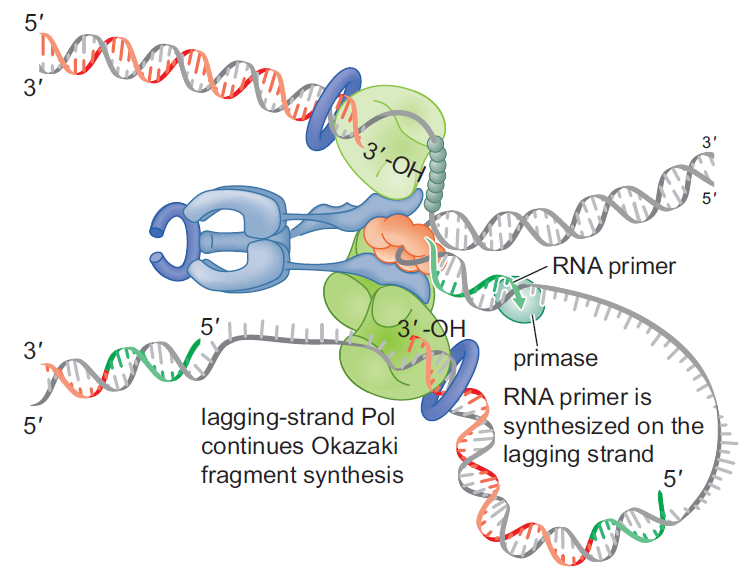 5′
3′
3′-OH
3′
5′
RNA primer
primase
3′-OH
5′
3′
5′
lagging-strand Pol
continues Okazaki
fragment synthesis
RNA primer is
synthesized on the
lagging strand
5′